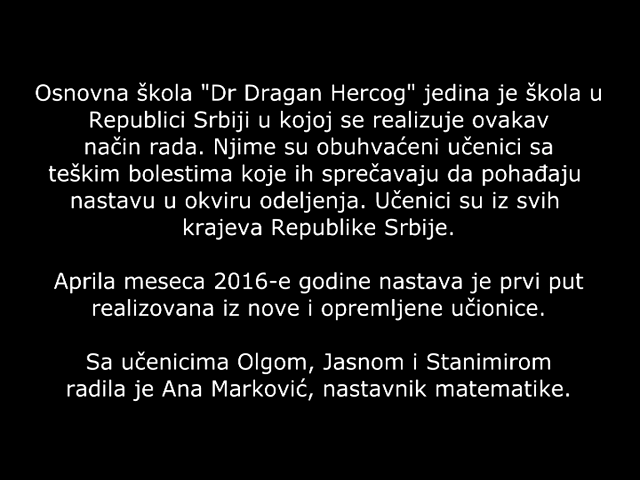 Osnovna škola "Dr Dragan Hercog" jedina je škola u
Republici Srbiji u kojoj se realizuje ovakav
način rada. Njime su obuhvaćeni učenici sa
teškim bolestima koje ih sprečavaju da pohađaju
nastavu u okviru odeljenja. Učenici su iz svih
krajeva Republike Srbije.
Aprila meseca 2016-e godine nastava je prvi put
realizovana iz nove i opremljene učionice.
Sa učenicima Olgom, Jasnom i Stanimirom
radila je Ana Marković, nastavnik matematike.